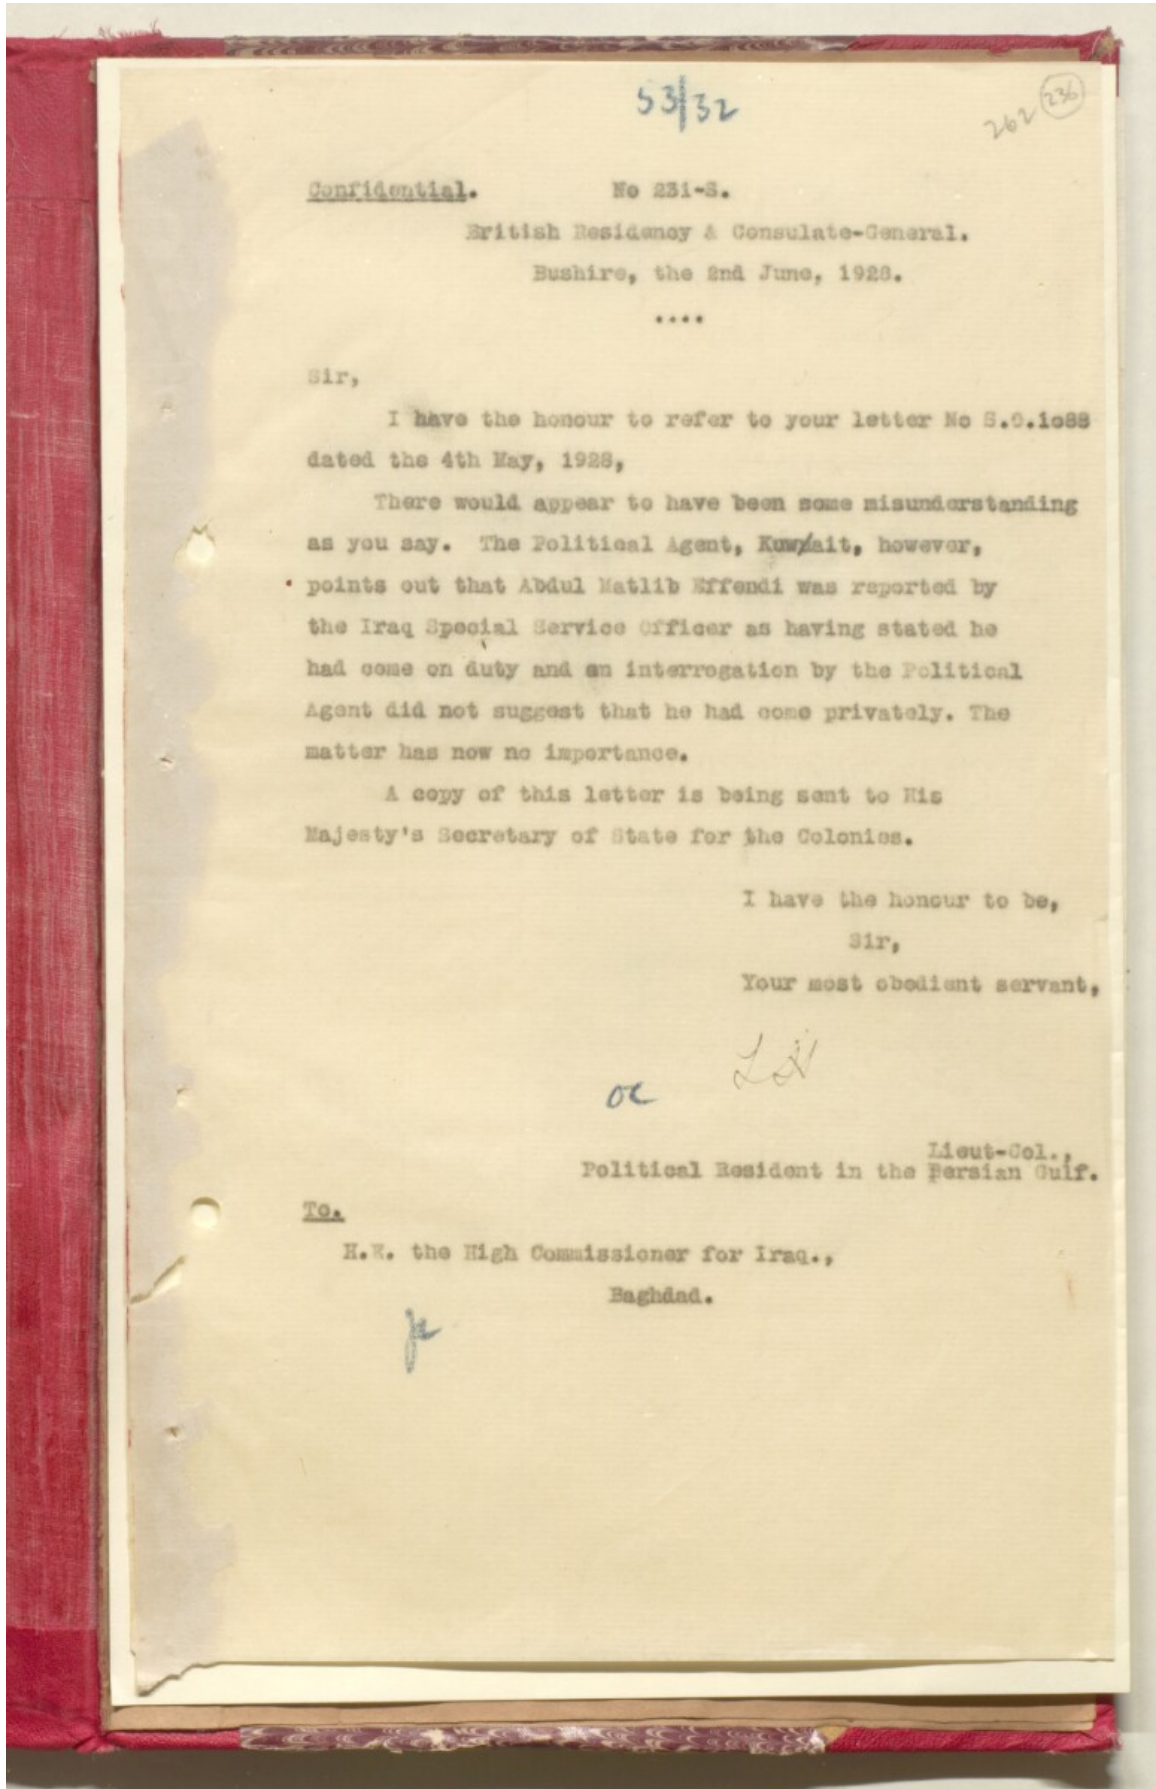 53/32
262 236
Confidential. No 231-S.
British Residency & Consulate-General.
Bushire, the 2nd June, 1928.
....
Sir,
I have the honour to refer to your letter No S.O.1088
dated the 4th May, 1928,
There would appear to have been some misunderstanding
as you say. The Political Agent, Kuwait, however,
points out that Abdul Matlib Effendi was reported by
the Iraq Special Service Officer as having stated he
had come on duty and an interrogation by the Political
Agent did not suggest that he had come privately. The
matter has now no importance.
A copy of this letter is being sent to His
Majesty's Secretary of State for the Colonies.
I have the honour to be,
Sir,
Your most obedient servant,
oc
Lieut-Col.,
Political Resident in the Persian Gulf.
To.
H.E. the High Commissioner for Iraq.,
Baghdad.